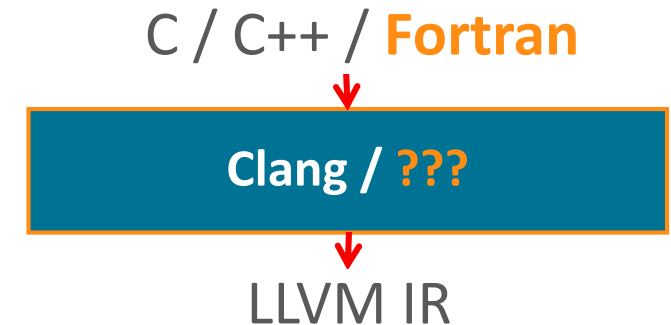 C / C++ / Fortran
Clang / ???
LLVM IR